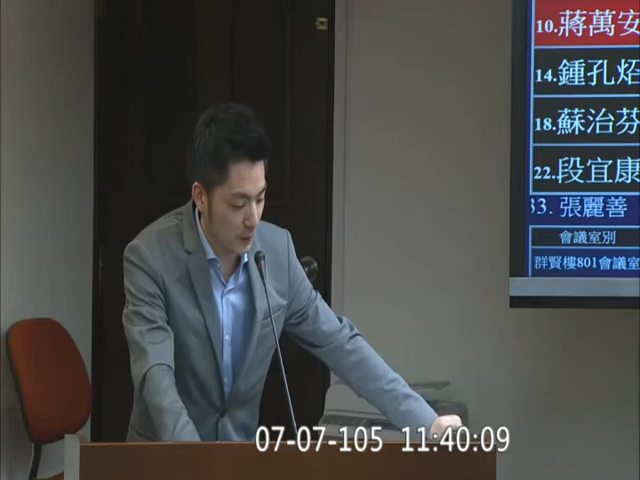 10.蔣萬安
14.鍾孔炤
18.蘇治芬
22.段宜康
33. 張麗善
會議室別
群賢樓801會議室
07-07-105 11:40:09